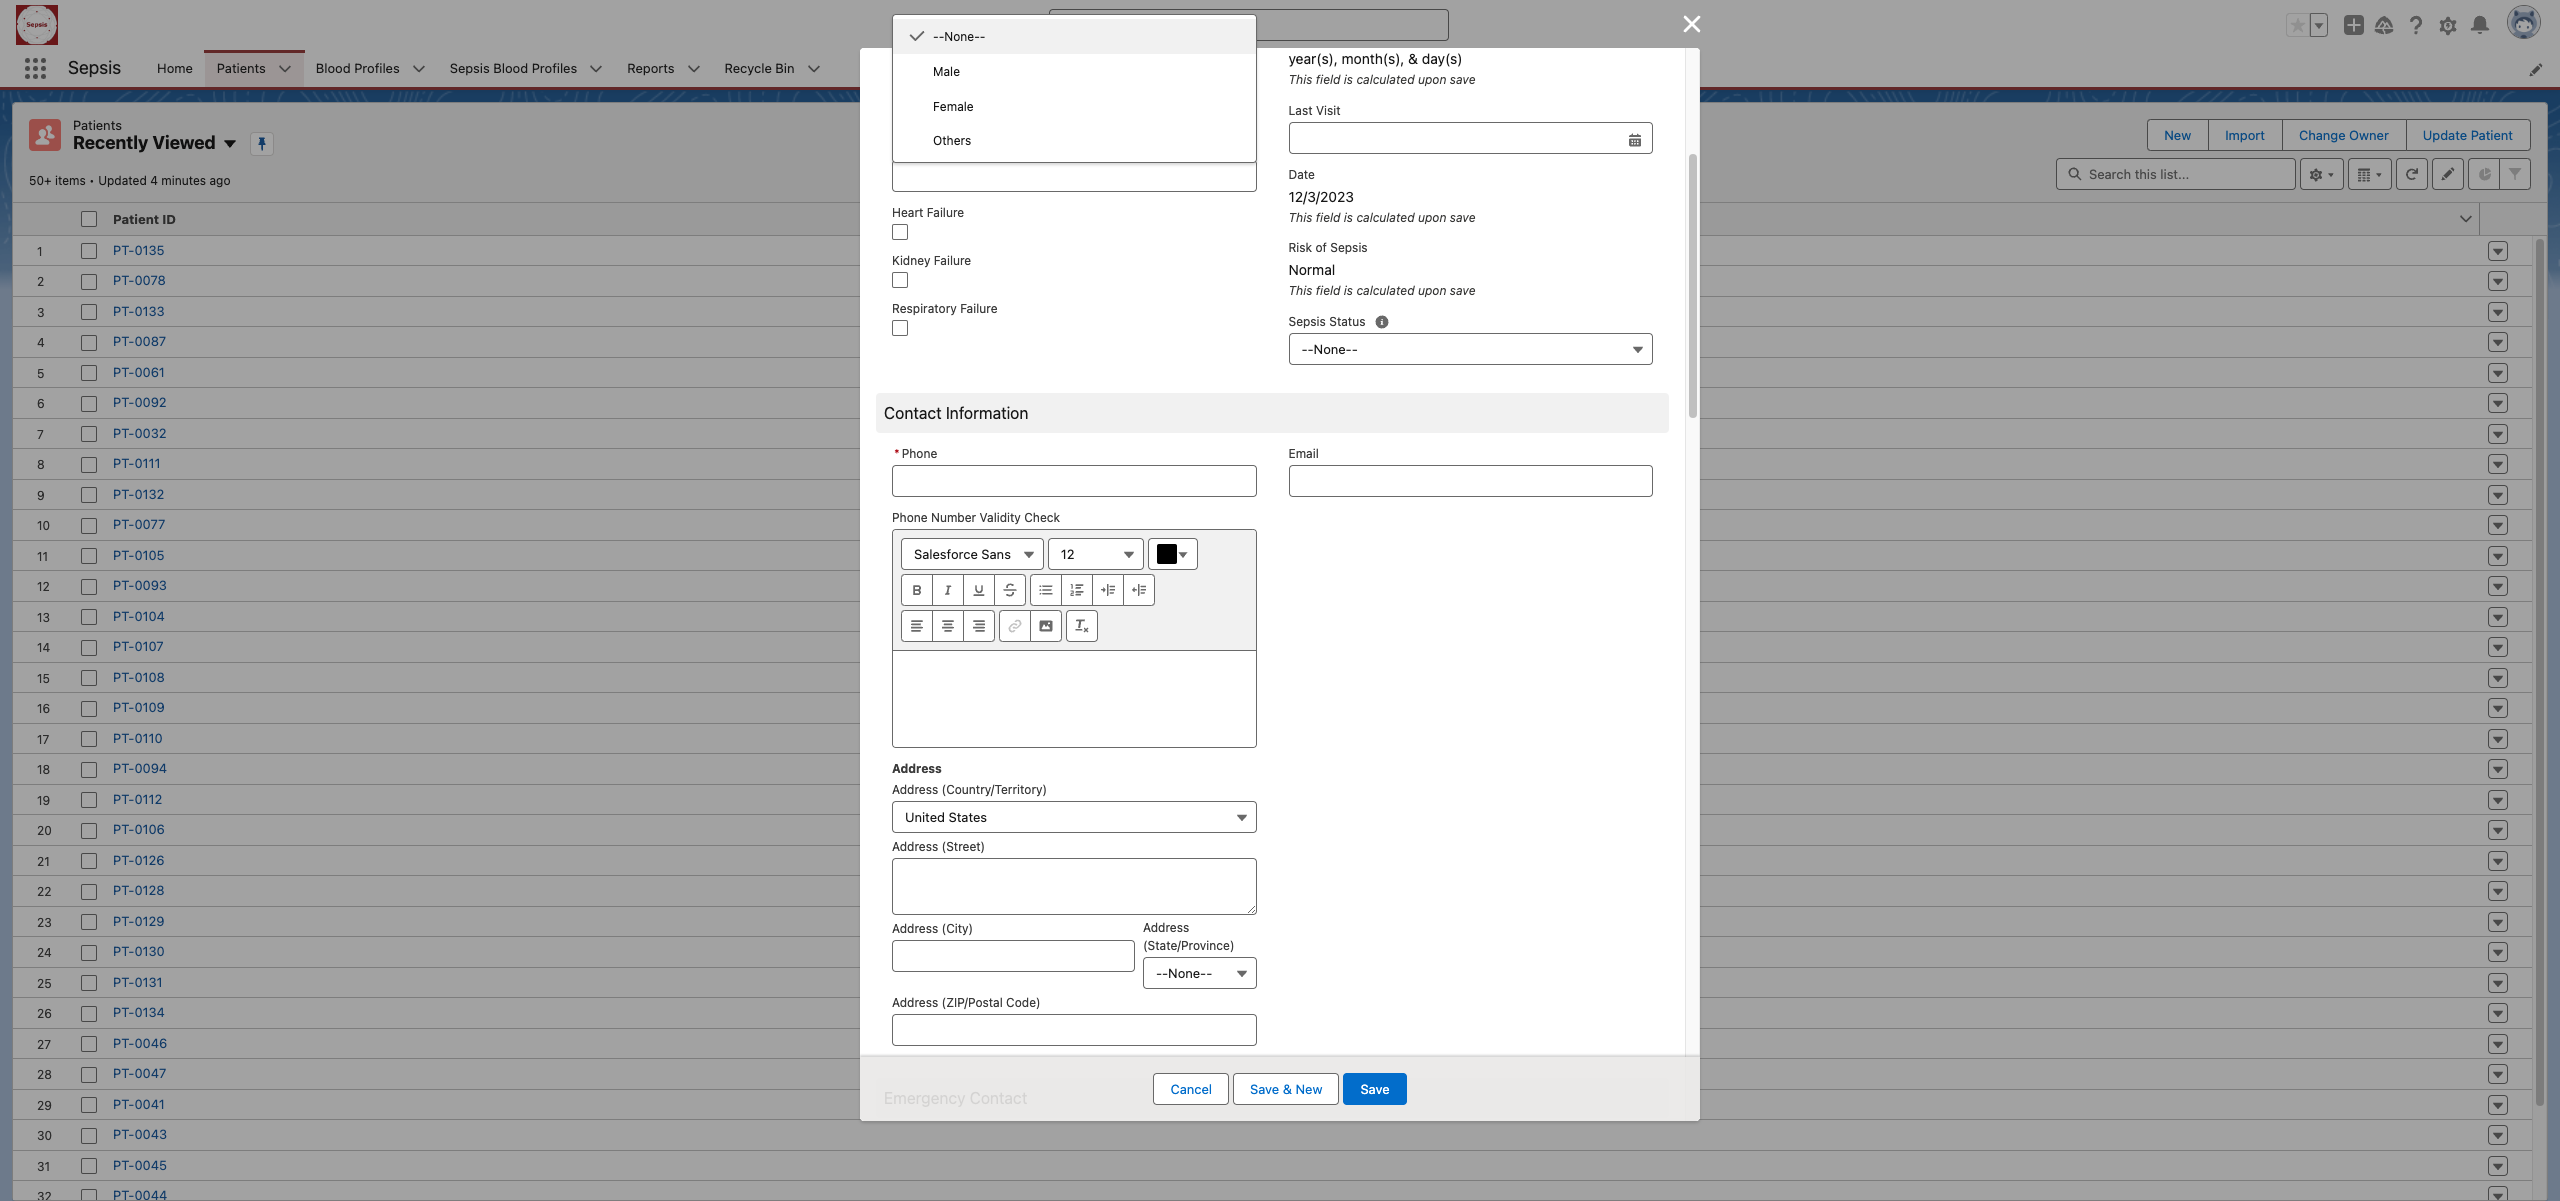 Sepsis
Sepsis
Home
Patients
Blood Profiles
Sepsis Blood Profiles
Reports
Recycle Bin
Patients
Recently Viewed
50+ items • Updated 4 minutes ago
New
Import
Change Owner
Update Patient
Search this list...
Patient ID
1 PT-0135
2 PT-0078
3 PT-0133
4 PT-0087
5 PT-0061
6 PT-0092
7 PT-0032
8 PT-0111
9 PT-0132
10 PT-0077
11 PT-0105
12 PT-0093
13 PT-0104
14 PT-0107
15 PT-0108
16 PT-0109
17 PT-0110
18 PT-0094
19 PT-0112
20 PT-0106
21 PT-0126
22 PT-0128
23 PT-0129
24 PT-0130
25 PT-0131
26 PT-0134
27 PT-0046
28 PT-0047
29 PT-0041
30 PT-0043
31 PT-0045
32 PT-0044
--None--
Male
Female
Others
Heart Failure
Kidney Failure
Respiratory Failure
year(s), month(s), & day(s)
This field is calculated upon save
Last Visit
Date
12/3/2023
This field is calculated upon save
Risk of Sepsis
Normal
This field is calculated upon save
Sepsis Status
--None--
Contact Information
* Phone
Email
Phone Number Validity Check
Salesforce Sans
12
Address
Address (Country/Territory)
United States
Address (Street)
Address (City)
Address
(State/Province)
--None--
Address (ZIP/Postal Code)
Emergency Contact
Cancel
Save & New
Save